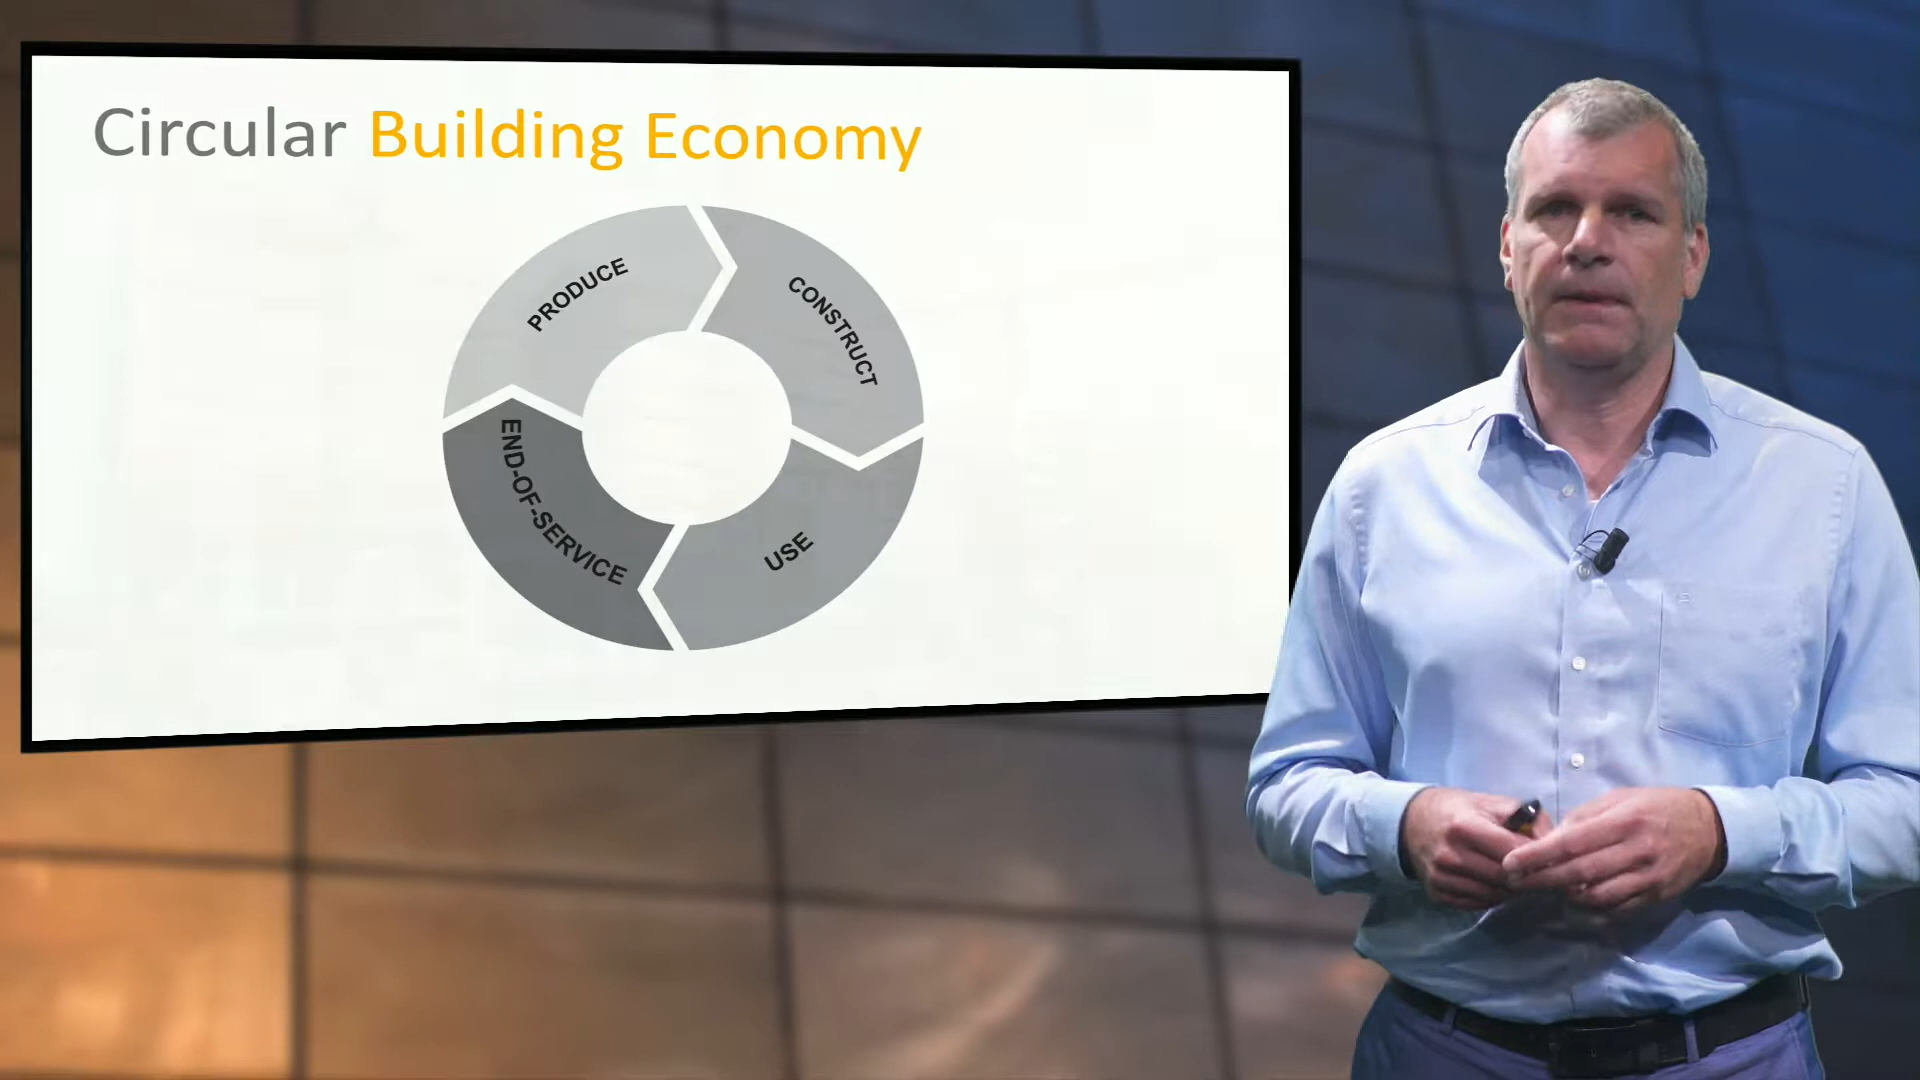 Circular Building Economy
PRODUCE
CONSTRUCT
USE
END-OF-SERVICE